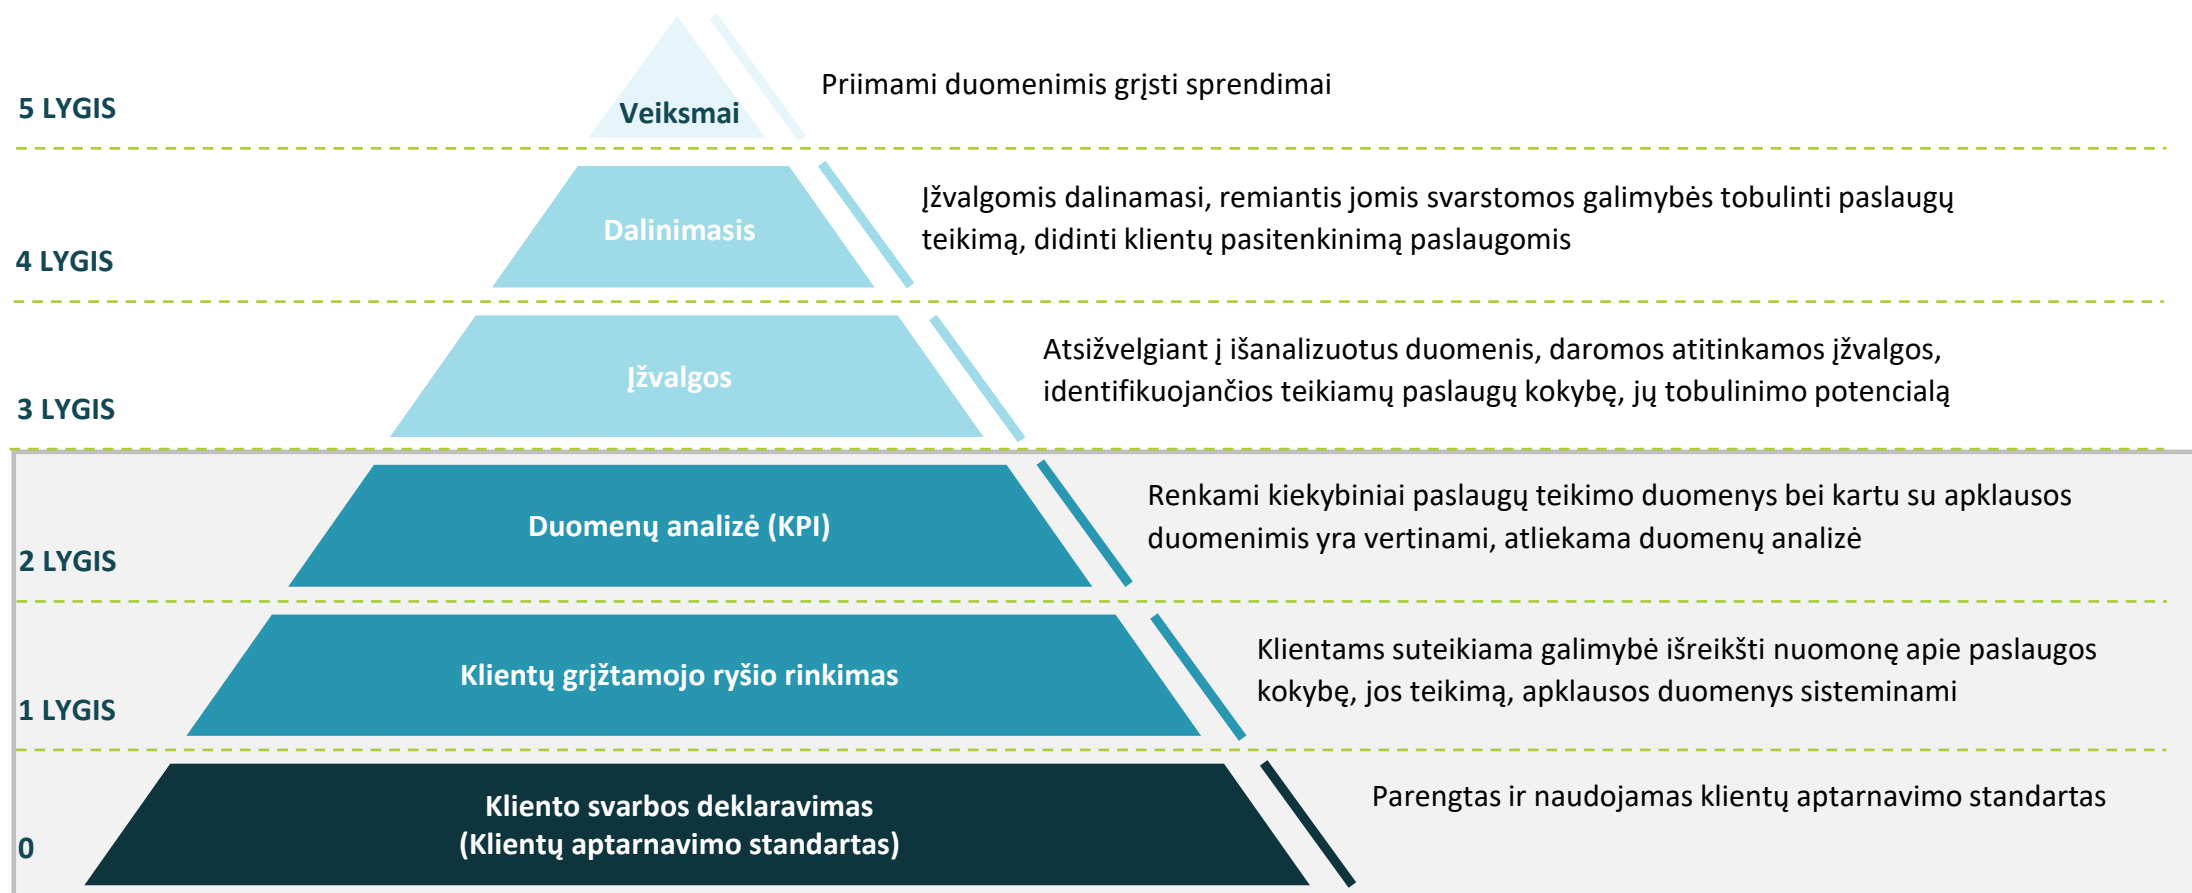 5 LYGIS
Veiksmai
Priimami duomenimis grįsti sprendimai
4 LYGIS
Dalinimasis
Įžvalgomis dalinamasi, remiantis jomis svarstomos galimybės tobulinti paslaugų
teikimą, didinti klientų pasitenkinimą paslaugomis
3 LYGIS
Įžvalgos
Atsižvelgiant į išanalizuotus duomenis, daromos atitinkamos įžvalgos,
identifikuojančios teikiamų paslaugų kokybę, jų tobulinimo potencialą
2 LYGIS
Duomenų analizė (KPI)
Renkami kiekybiniai paslaugų teikimo duomenys bei kartu su apklausos
duomenimis yra vertinami, atliekama duomenų analizė
1 LYGIS
Klientų grįžtamojo ryšio rinkimas
Klientams suteikiama galimybė išreikšti nuomonę apie paslaugos
kokybę, jos teikimą, apklausos duomenys sisteminami
0
Kliento svarbos deklaravimas
(Klientų aptarnavimo standartas)
Parengtas ir naudojamas klientų aptarnavimo standartas